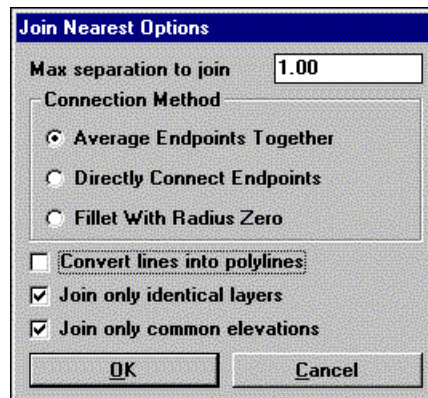 Join Nearest Options
Max separation to join 1.00
Connection Method
Average Endpoints Together
Directly Connect Endpoints
Fillet With Radius Zero
Convert lines into polylines
Join only identical layers
Join only common elevations
OK Cancel